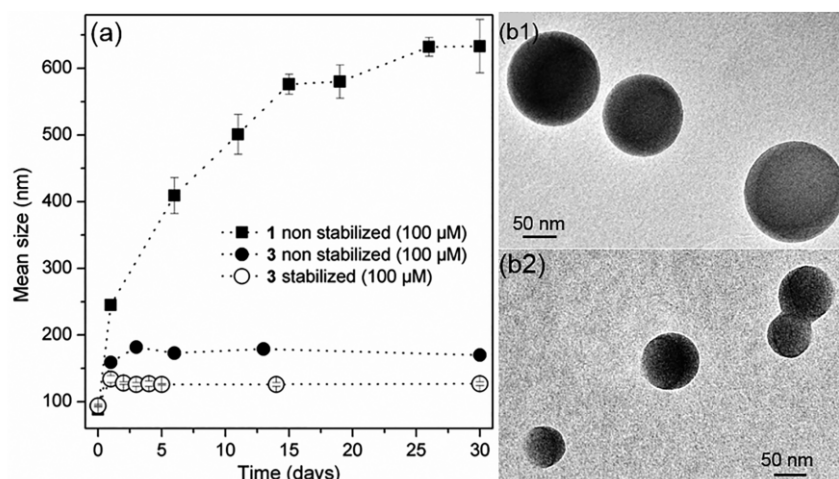 (a)
Mean size (nm)
600
500
400
300
200
100
1 non stabilized (100 μM)
3 non stabilized (100 μM)
3 stabilized (100 μM)
0 5 10 15 20 25 30
Time (days)
(b1)
50 nm
(b2)
50 nm